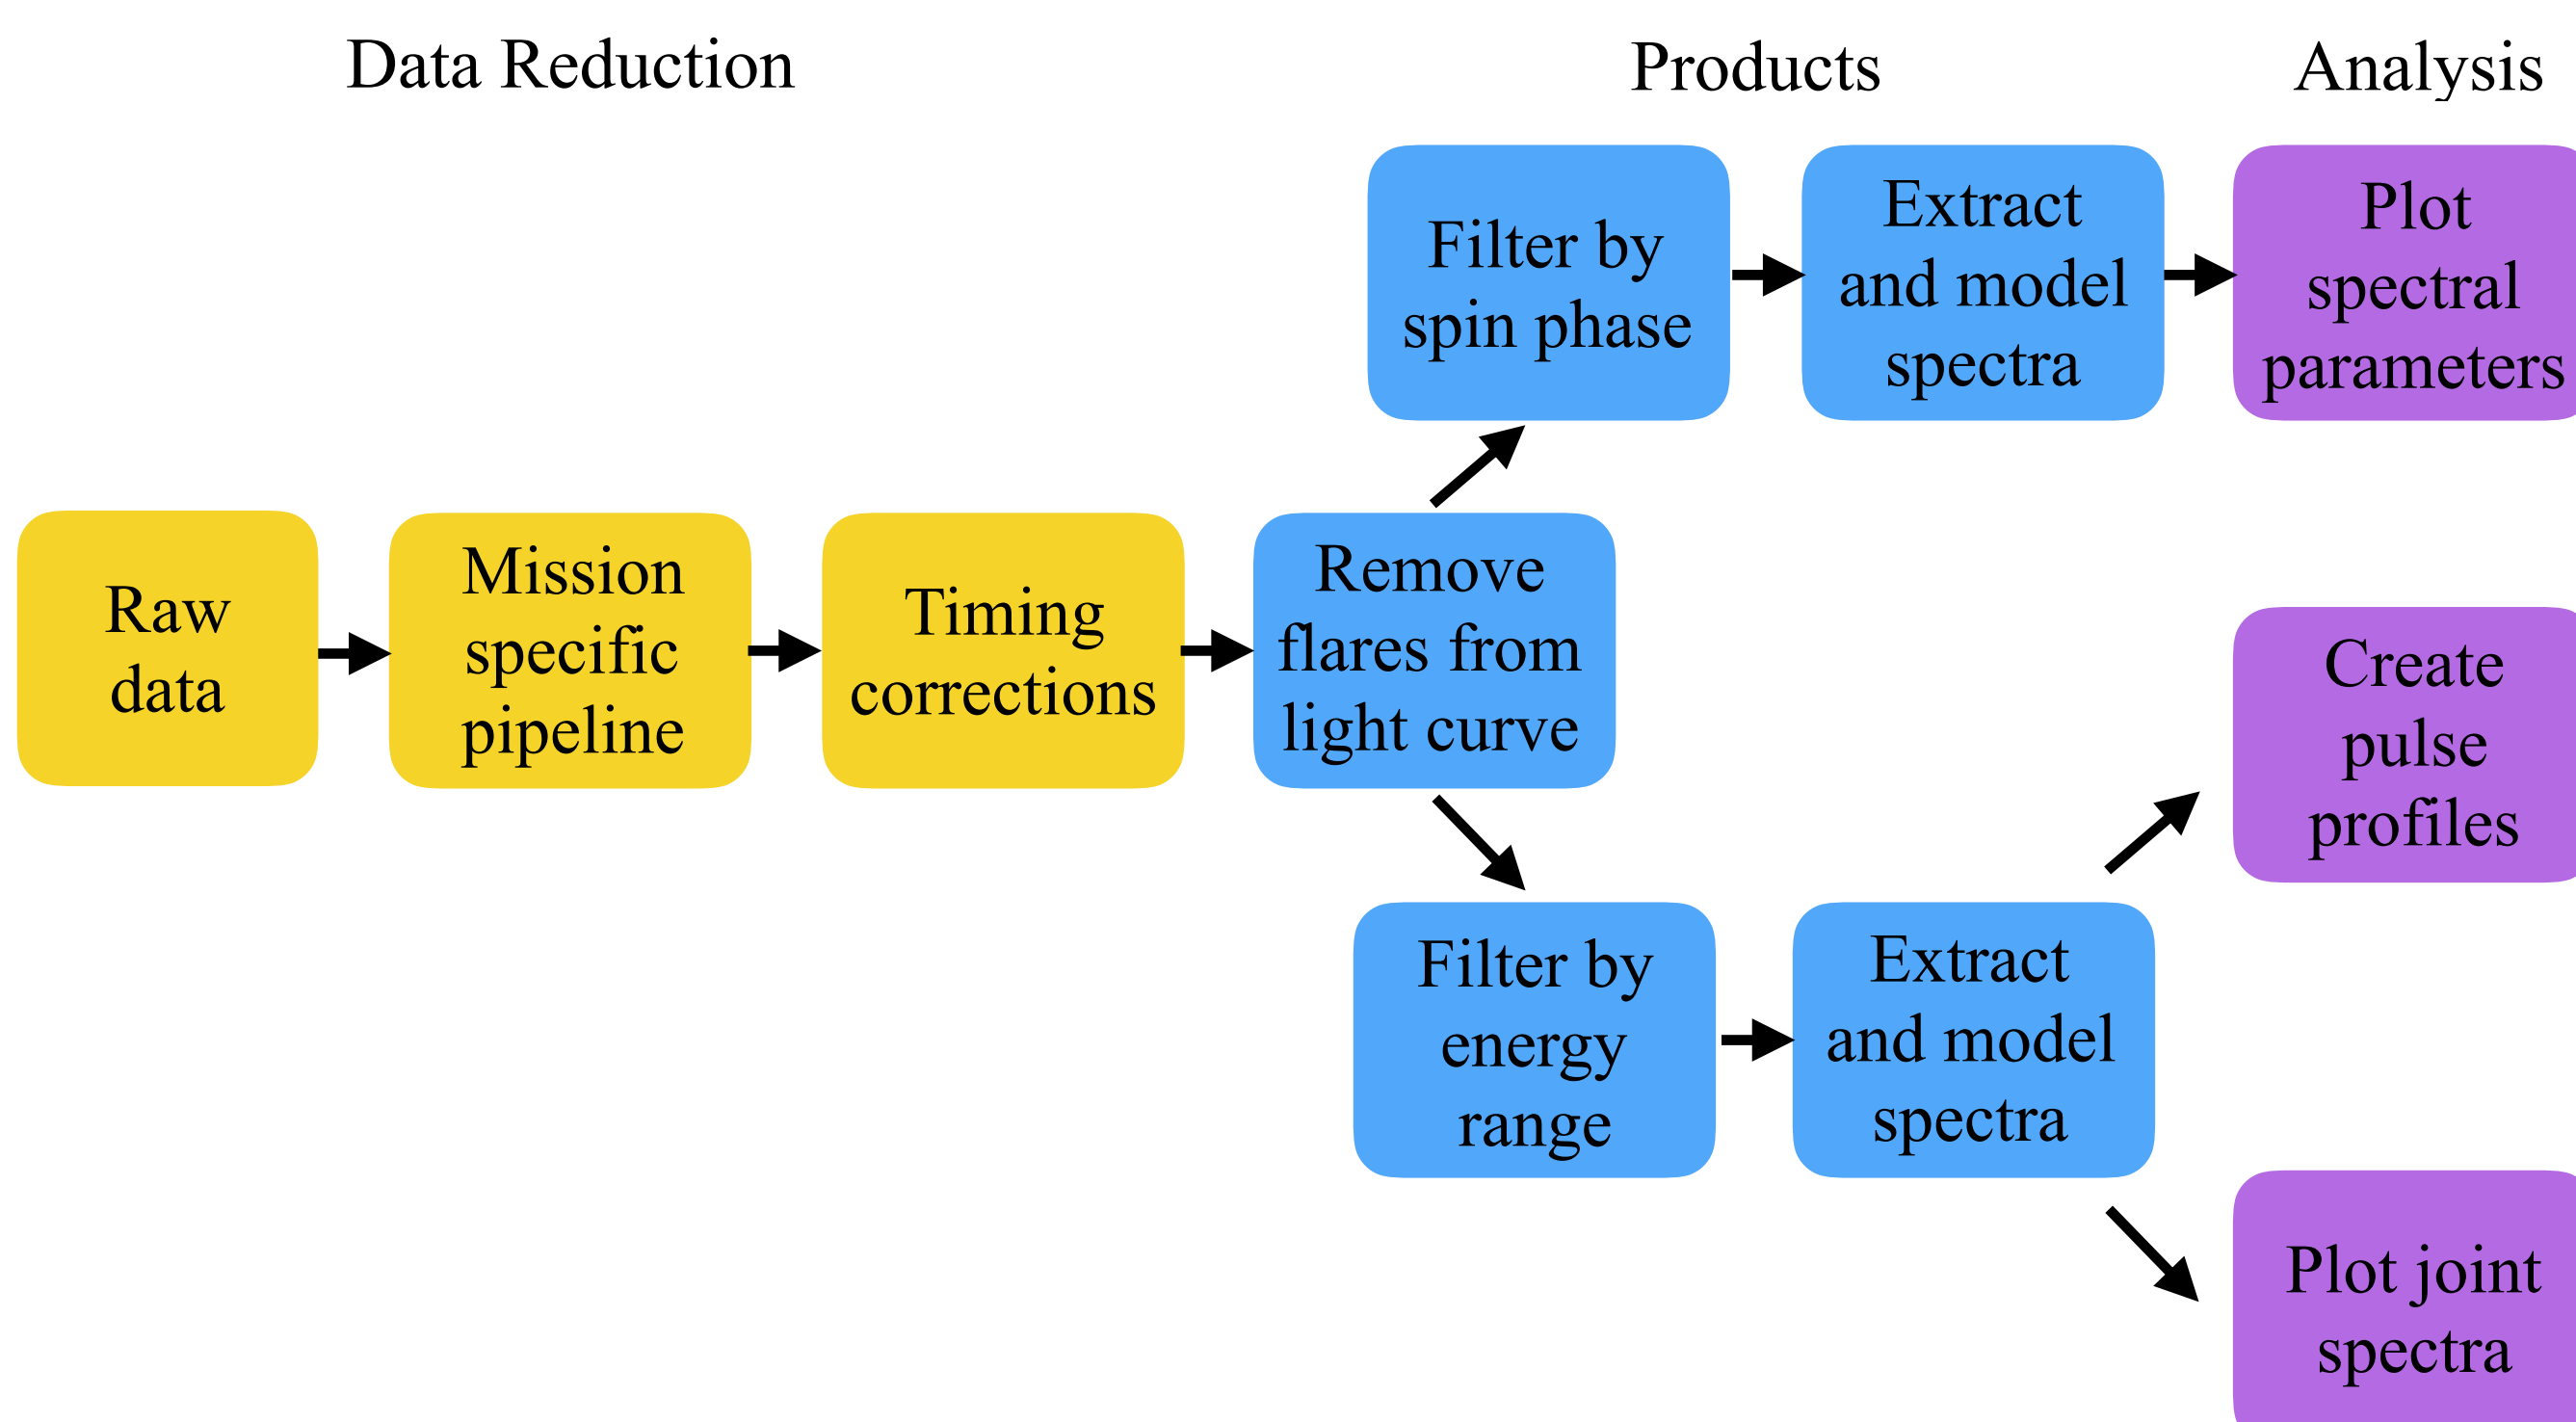 Data Reduction
Products
Analysis
Filter by
spin phase
Extract
and model
spectra
Plot
spectral
parameters
Raw
data
Mission
specific
pipeline
Timing
corrections
Remove
flares from
light curve
Create
pulse
profiles
Filter by
energy
range
Extract
and model
spectra
Plot joint
spectra